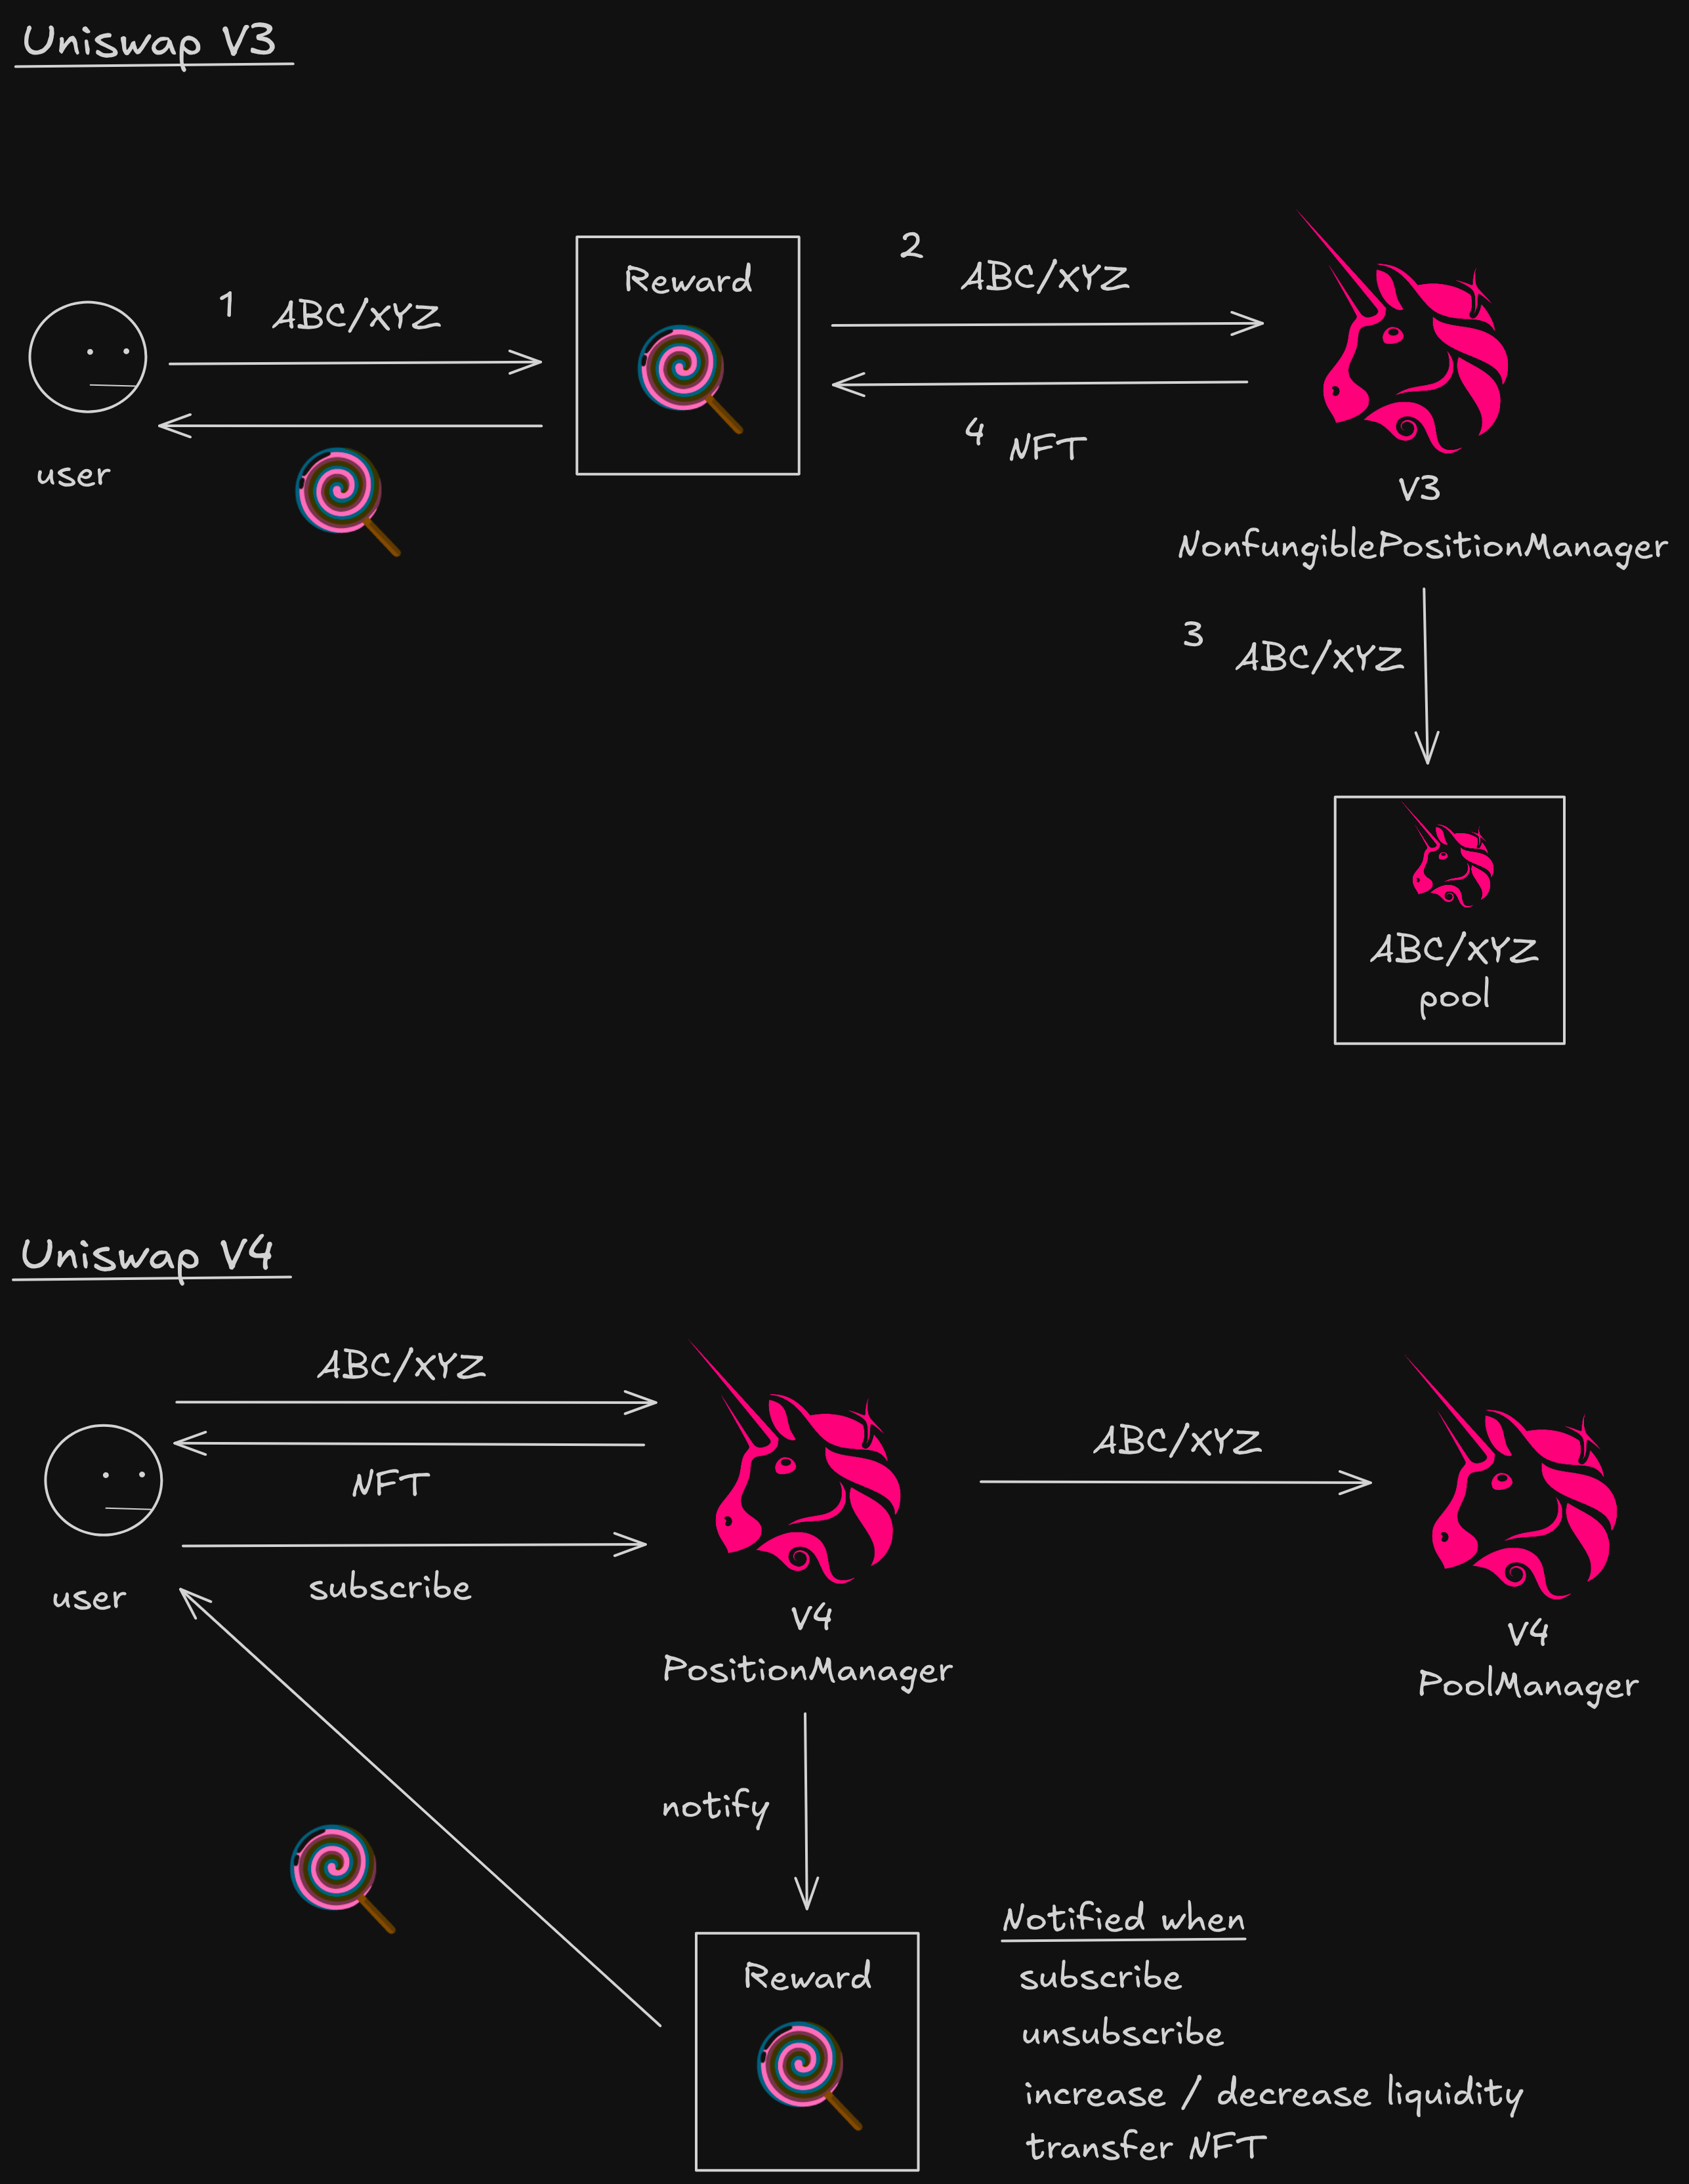 Uniswap V3
1
ABC/XYZ
Reward
2
ABC/XYZ
4
NFT
user
V3
NonfungiblePositionManager
3
ABC/XYZ
ABC/XYZ
pool
Uniswap V4
ABC/XYZ
NFT
subscribe
user
ABC/XYZ
V4
PositionManager
V4
PoolManager
notify
Reward
Notified when
subscribe
unsubscribe
increase / decrease liquidity
transfer NFT